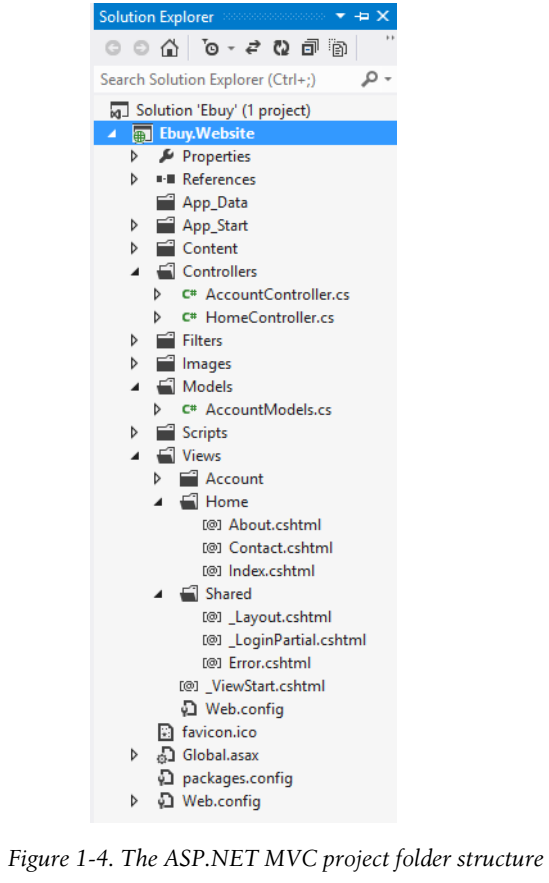 Solution Explorer
Search Solution Explorer (Ctrl+;)
Solution 'Ebuy' (1 project)
Ebuy.Website
Properties
References
App_Data
App_Start
Content
Controllers
C# AccountController.cs
C# HomeController.cs
Filters
Images
Models
C# AccountModels.cs
Scripts
Views
Account
Home
[@] About.cshtml
[@] Contact.cshtml
[@] Index.cshtml
Shared
[@] _Layout.cshtml
[@] _LoginPartial.cshtml
[@] Error.cshtml
[@] _ViewStart.cshtml
Web.config
favicon.ico
Global.asax
packages.config
Web.config
Figure 1-4. The ASP.NET MVC project folder structure